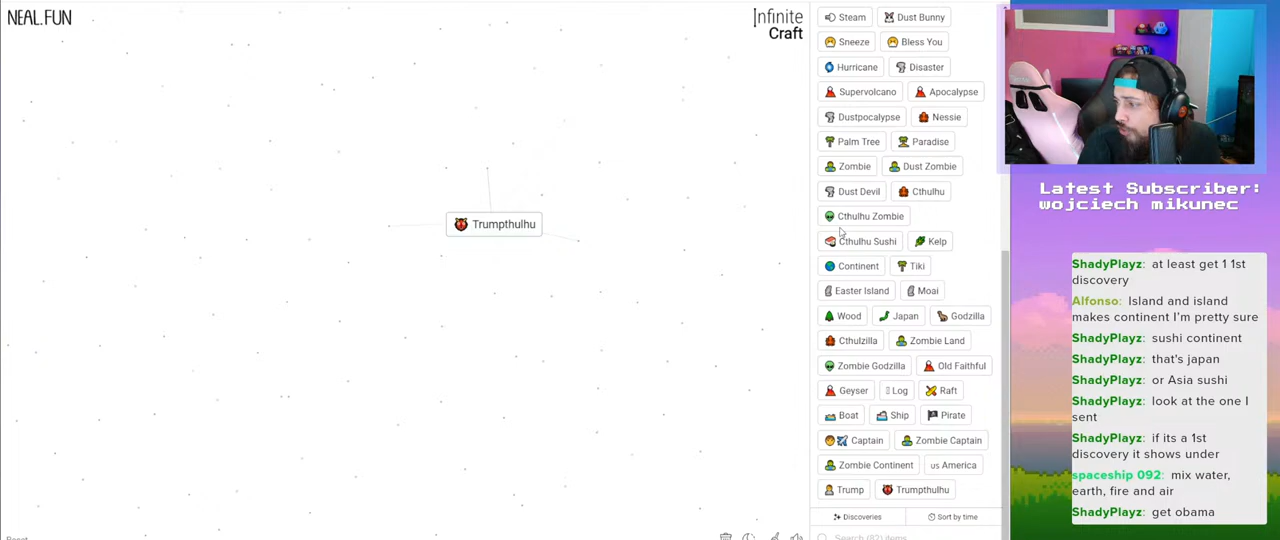 NEAL.FUN
Infinite
Craft
Trumpthulhu
Steam Dust Bunny
Sneeze Bless You
Hurricane Disaster
Supervolcano Apocalypse
Dustpocalypse Nessie
Palm Tree Paradise
Zombie Dust Zombie
Dust Devil Cthulhu
Cthulhu Zombie
Cthulhu Sushi Kelp
Continent Tiki
Easter Island Moai
Wood Japan Godzilla
Cthulzilla Zombie Land
Zombie Godzilla Old Faithful
Geyser Log Raft
Boat Ship Pirate
Captain Zombie Captain
Zombie Continent us America
Trump Trumpthulhu
Discoveries Sort by time
Search (82) items
Latest Subscriber:
wojciech mikunec
ShadyPlayz: at least get 1 1st
discovery
Alfonso: Island and island
makes continent I'm pretty sure
ShadyPlayz: sushi continent
ShadyPlayz: that's japan
ShadyPlayz: or Asia sushi
ShadyPlayz: look at the one I
sent
ShadyPlayz: if its a 1st
discovery it shows under
spaceship 092: mix water,
earth, fire and air
ShadyPlayz: get obama